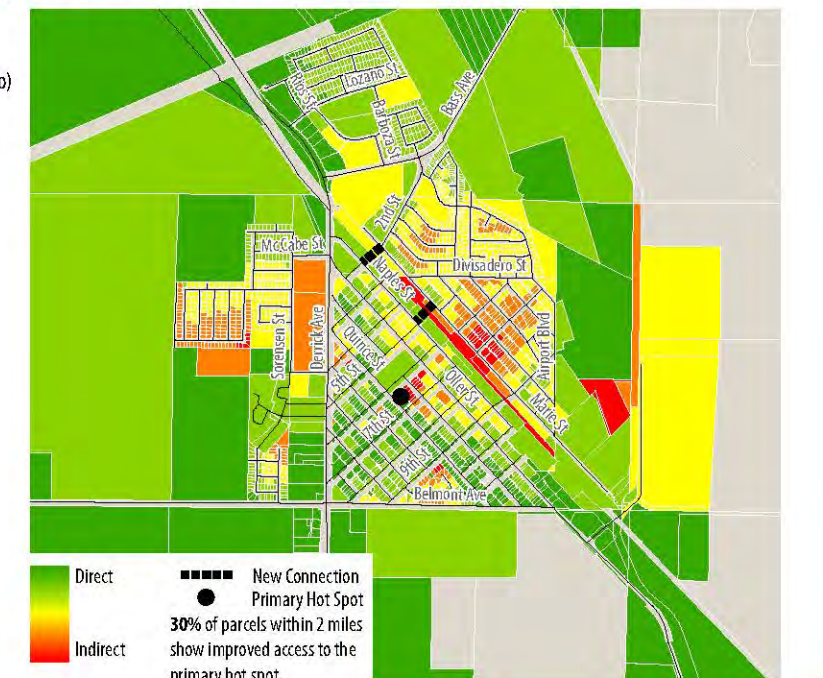 o)
Rios St
Lozano St
Barboza St
Bass Ave
2nd St
McCabe St
Naples St
Divisadero St
Sorensen St
Derrick Ave
Quince St
5th St
7th St
9th St
Oller St
Airport Blvd
Marie St
Belmont Ave
Direct
Indirect
New Connection
Primary Hot Spot
30% of parcels within 2 miles
show improved access to the
primary hot spot